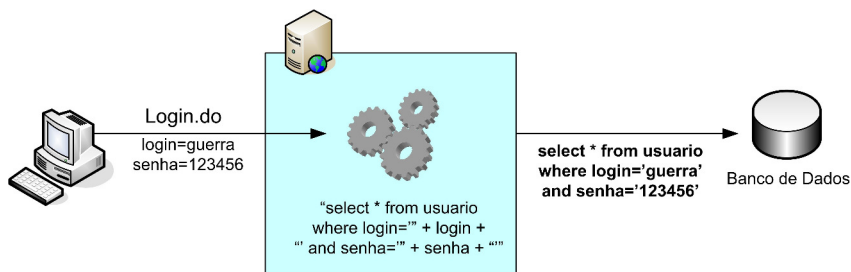 Login.do
login=guerra
senha=123456
“select * from usuario
where login=’” + login +
“’ and senha=’” + senha + “’”
select * from usuario
where login=’guerra’
and senha=’123456’
Banco de Dados